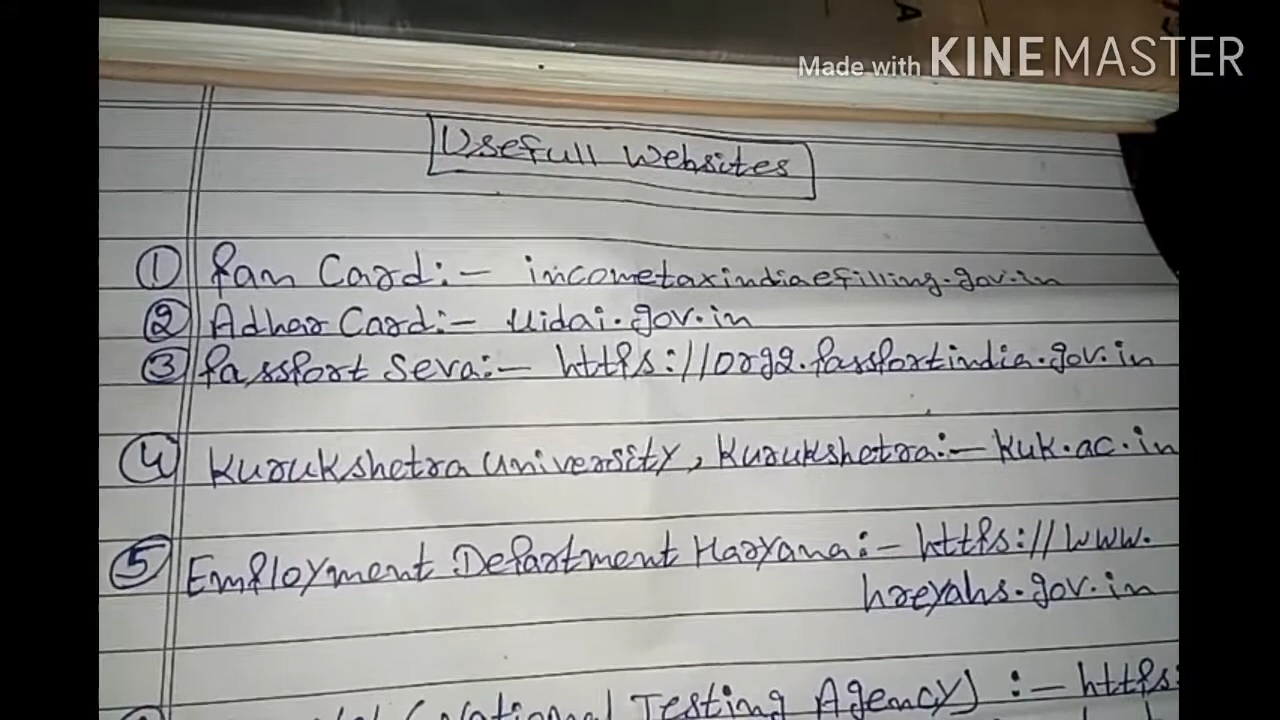 Made with KINEMASTER
A
Usefull Websites
① Pan Card:- incometaxindiaefilling.gov.in
② Adhar Card:- uidai.gov.in
③ Passport Seva:- https://org2.passportindia.gov.in
④ Kurukshetra University, Kurukshetra:- kuk.ac.in
⑤ Employment Department Haryana:- https://www.
hreyahs.gov.in
(National Testing Agency) :- https: